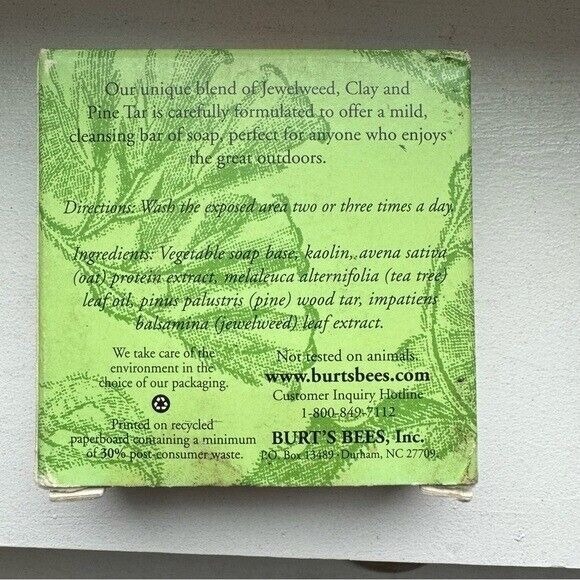 Our unique blend of Jewelweed, Clay and
Pine Tar is carefully formulated to offer a mild,
cleansing bar of soap, perfect for anyone who enjoys
the great outdoors.
Directions: Wash the exposed area two or three times a day.
Ingredients: Vegetable soap base, kaolin, avena sativa
(oat) protein extract, melaleuca alternifolia (tea tree)
leaf oil, pinus palustris (pine) wood tar, impatiens
balsamina (jewelweed) leaf extract.
We take care of the
environment in the
choice of our packaging.
Printed on recycled
paperboard containing a minimum
of 30% post-consumer waste.
Not tested on animals.
www.burtsbees.com
Customer Inquiry Hotline
1-800-849-7112
BURT'S BEES, Inc.
P.O. Box 13489 · Durham, NC 27709